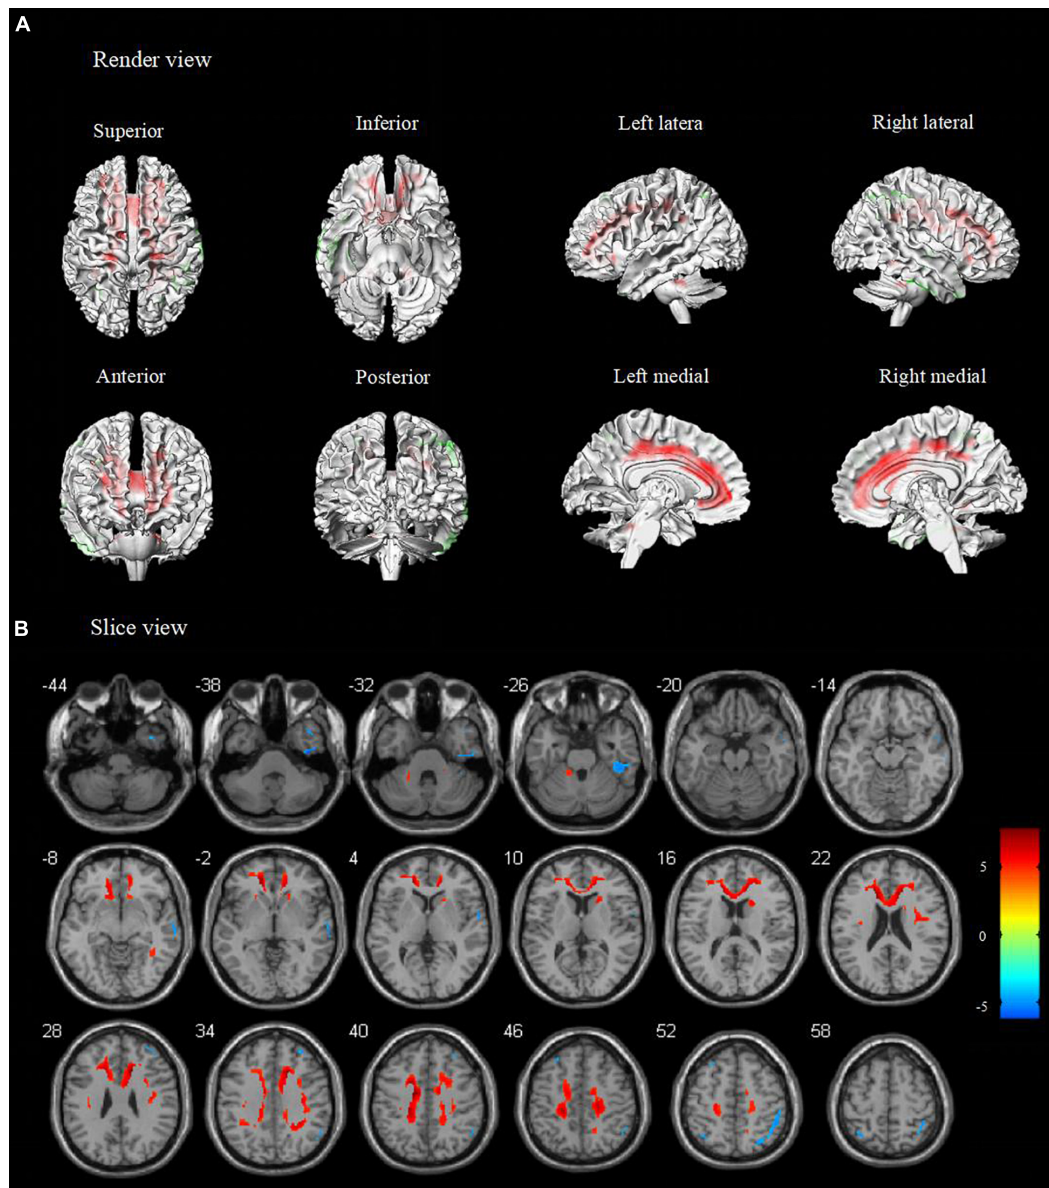 A
Render view
Superior
Inferior
Left latera
Right lateral
Anterior
Posterior
Left medial
Right medial
B
Slice view
-44
-38
-32
-26
-20
-14
-8
-2
4
10
16
22
5
0
-5
28
34
40
46
52
58